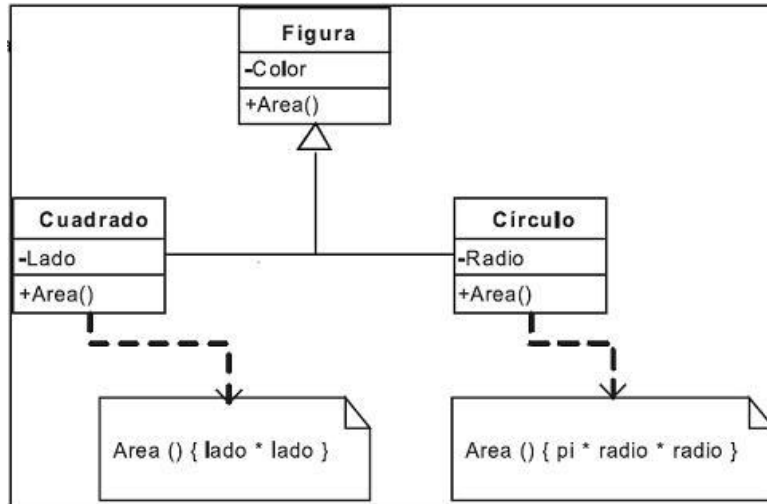 Figura
-Color
+Area()
Cuadrado
-Lado
+Area()
Círculo
-Radio
+Area()
Area () { lado * lado }
Area () { pi * radio * radio }